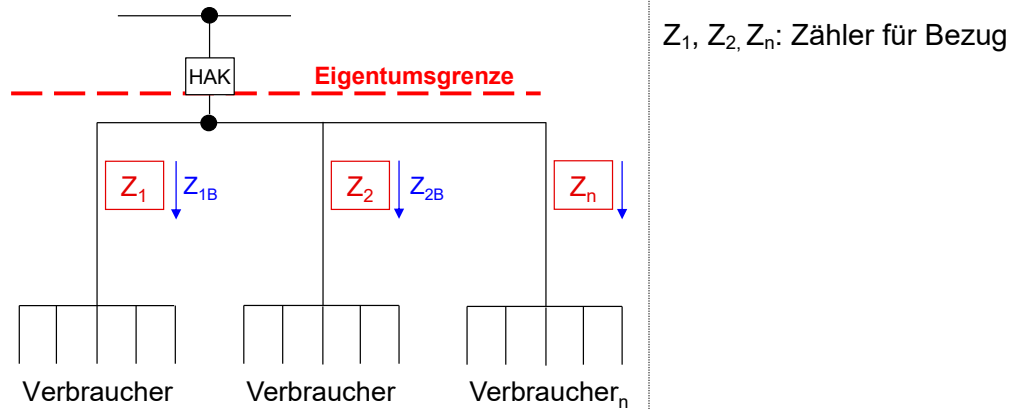 Z₁, Z₂, Zₙ: Zähler für Bezug
HAK
Eigentumsgrenze
Z₁ Z₁B Z₂ Z₂B Zₙ
Verbraucher Verbraucher Verbraucherₙ